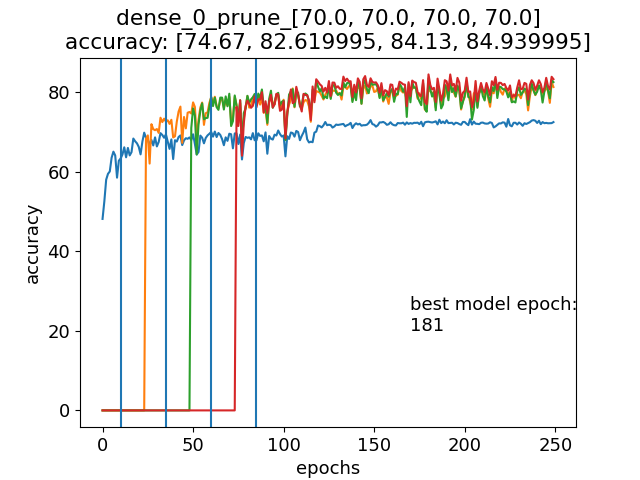 dense_0_prune_[70.0, 70.0, 70.0, 70.0]
accuracy: [74.67, 82.619995, 84.13, 84.939995]
80
60
40
20
0
accuracy
best model epoch:
181
0 50 100 150 200 250
epochs